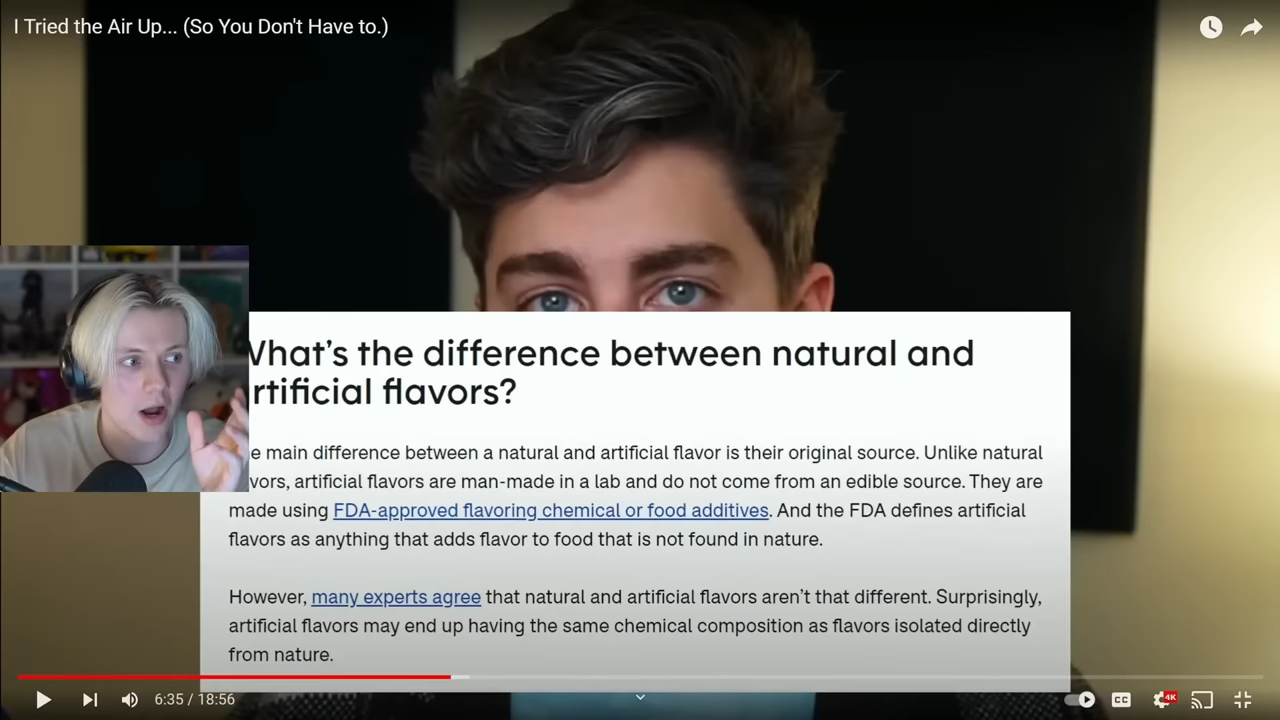 I Tried the Air Up... (So You Don't Have to.)
What's the difference between natural and
rtificial flavors?
e main difference between a natural and artificial flavor is their original source. Unlike natural
vors, artificial flavors are man-made in a lab and do not come from an edible source. They are
made using FDA-approved flavoring chemical or food additives. And the FDA defines artificial
flavors as anything that adds flavor to food that is not found in nature.
However, many experts agree that natural and artificial flavors aren't that different. Surprisingly,
artificial flavors may end up having the same chemical composition as flavors isolated directly
from nature.
6:35 / 18:56
CC
4K